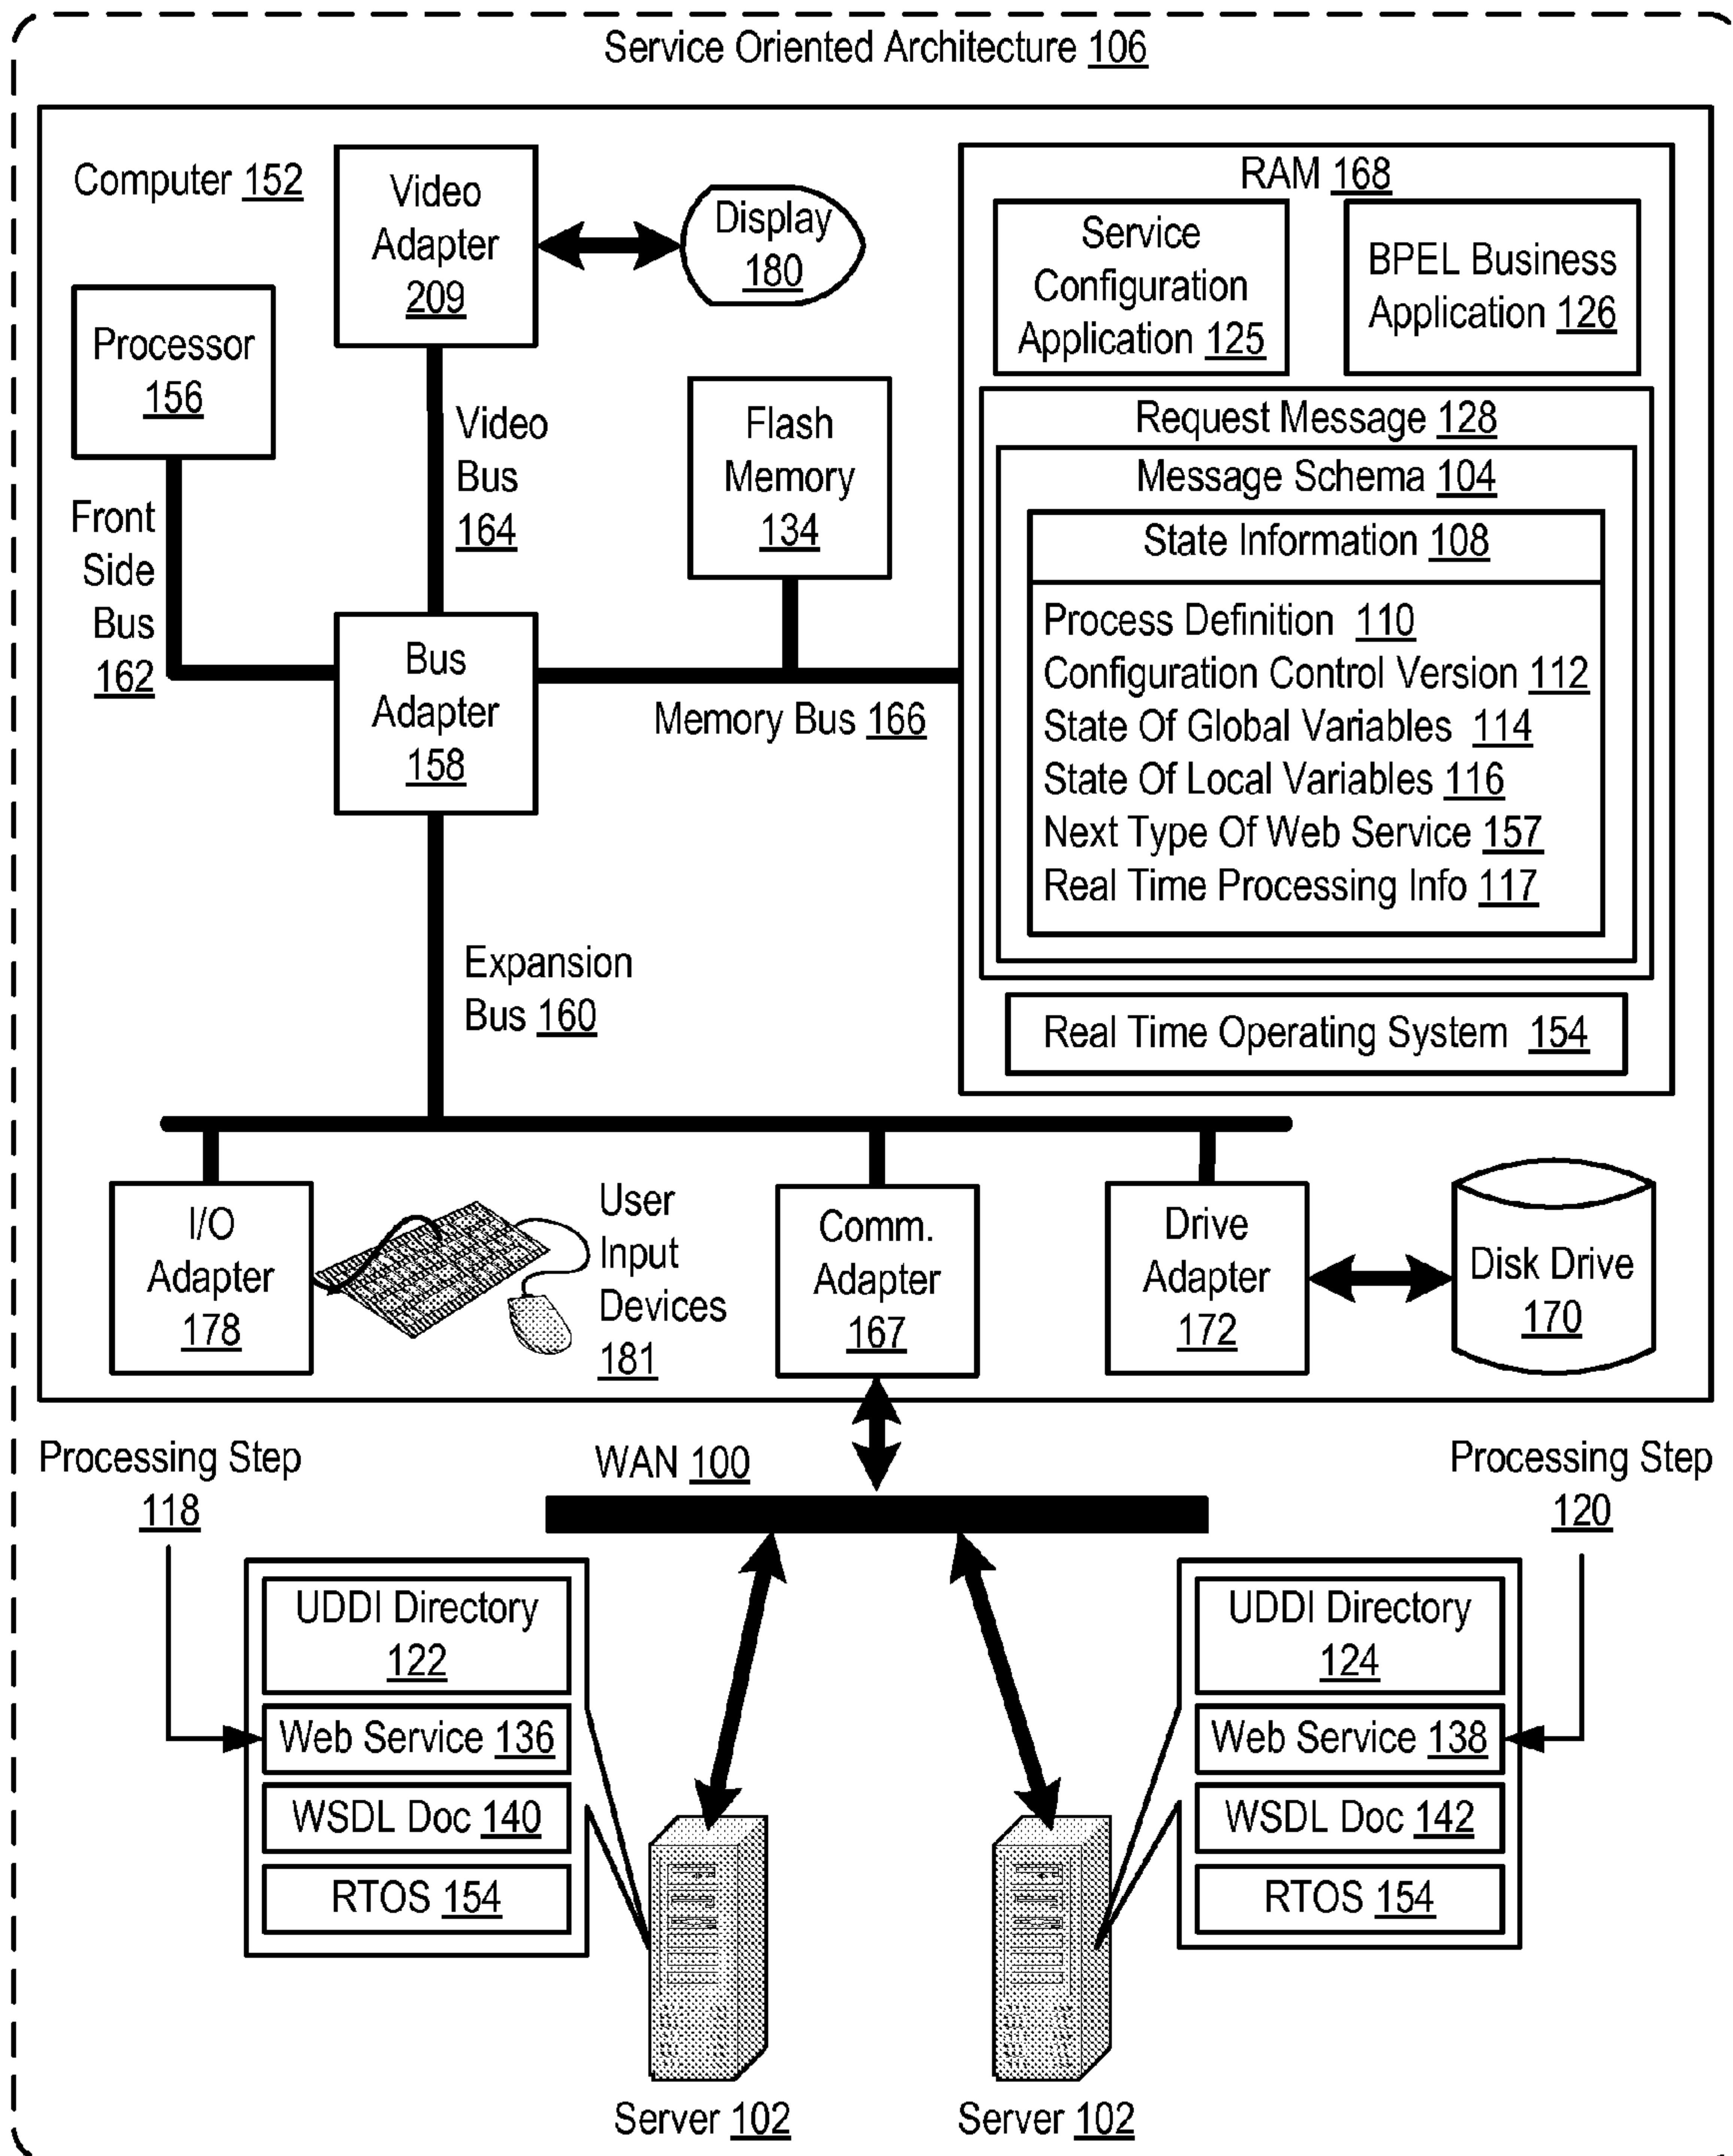 Service Oriented Architecture 106
Computer 152
Video
Adapter
209
Display
180
Processor
156
Video
Bus
164
Flash
Memory
134
Front
Side
Bus
162
Bus
Adapter
158
Memory Bus 166
RAM 168
Service
Configuration
Application 125
BPEL Business
Application 126
Request Message 128
Message Schema 104
State Information 108
Process Definition 110
Configuration Control Version 112
State Of Global Variables 114
State Of Local Variables 116
Next Type Of Web Service 157
Real Time Processing Info 117
Real Time Operating System 154
Expansion
Bus 160
I/O
Adapter
178
User
Input
Devices
181
Comm.
Adapter
167
Drive
Adapter
172
Disk Drive
170
Processing Step
118
WAN 100
Processing Step
120
UDDI Directory
122
Web Service 136
WSDL Doc 140
RTOS 154
UDDI Directory
124
Web Service 138
WSDL Doc 142
RTOS 154
Server 102
Server 102